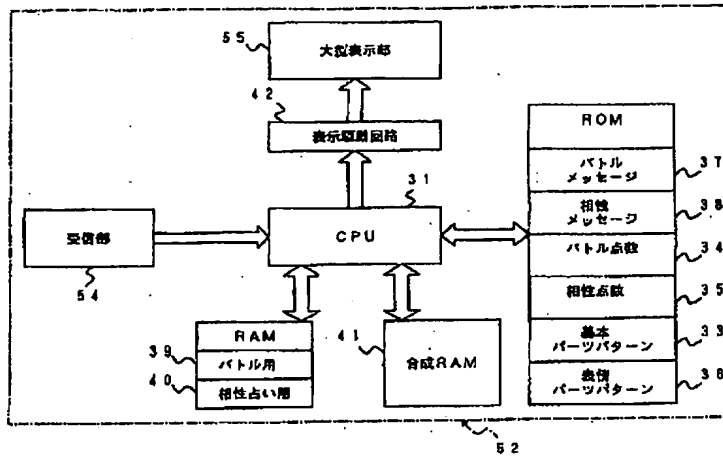 55
大型表示部
42
表示駆動回路
31
CPU
受信部
54
RAM
39
バトル用
40
相性占い用
41
合成RAM
ROM
バトル
メッセージ
37
相性
メッセージ
38
バトル点数
34
相性点数
35
基本
パーツパターン
33
表情
パーツパターン
36
52